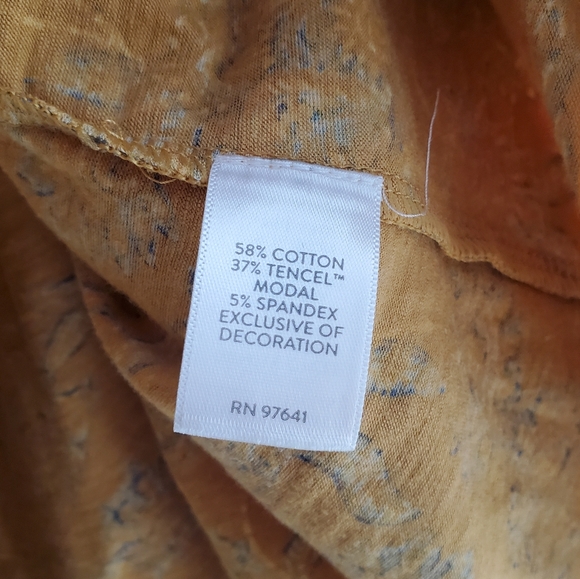 58% COTTON
37% TENCEL™
MODAL
5% SPANDEX
EXCLUSIVE OF
DECORATION
RN 97641